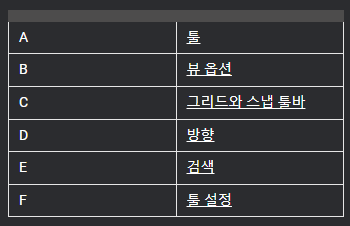 A 툴
B 뷰 옵션
C 그리드와 스냅 툴바
D 방향
E 검색
F 툴 설정